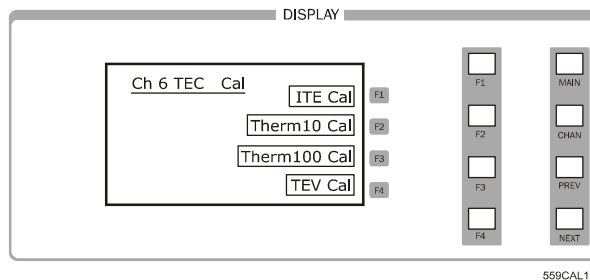 DISPLAY
Ch 6 TEC Cal
ITE Cal F1
Therm10 Cal F2
Therm100 Cal F3
TEV Cal F4
F1 MAIN
F2 CHAN
F3 PREV
F4 NEXT
559CAL1